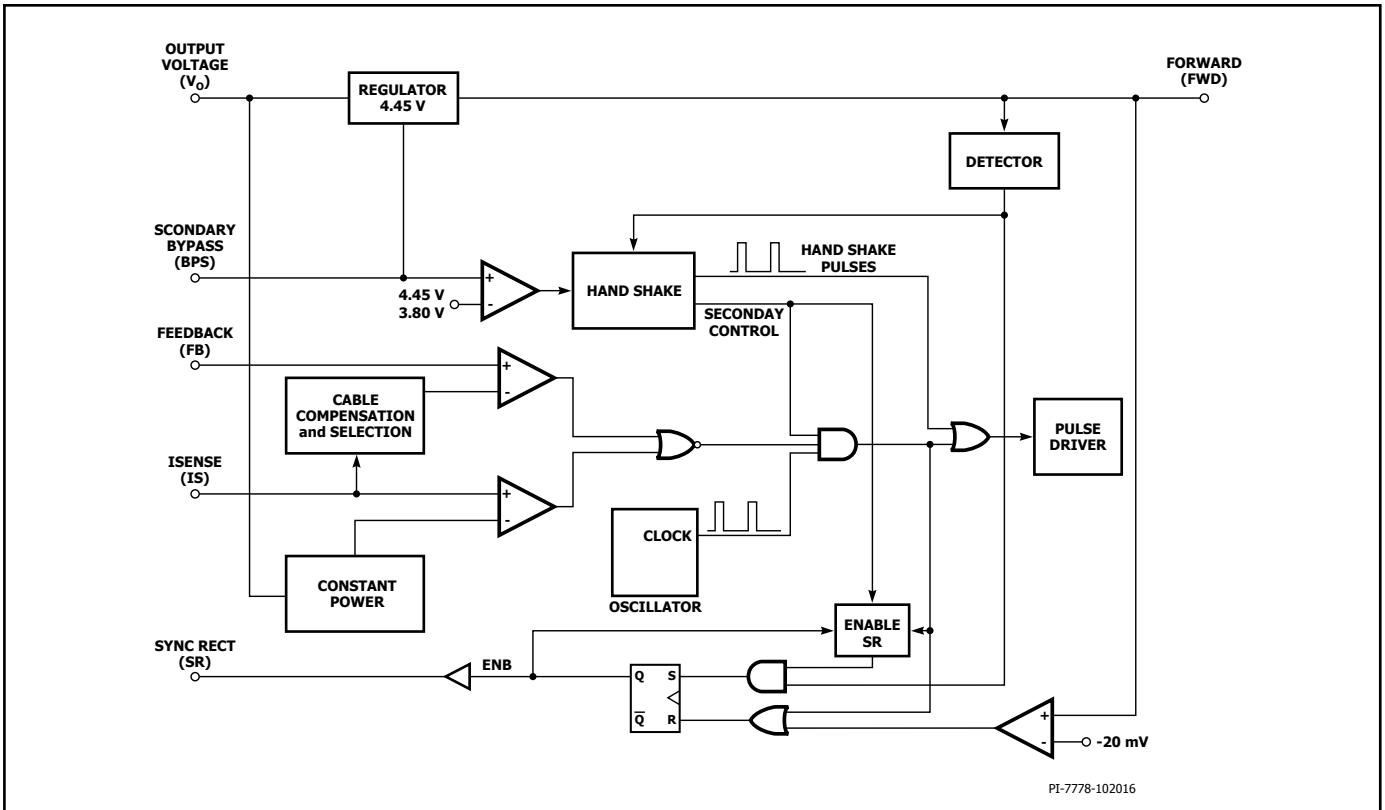 OUTPUT
VOLTAGE
(VO)
REGULATOR
4.45 V
FORWARD
(FWD)
DETECTOR
SCONDARY
BYPASS
(BPS)
+
-
4.45 V
3.80 V
HAND SHAKE
HAND SHAKE
PULSES
SECONDAY
CONTROL
FEEDBACK
(FB)
+
-
CABLE
COMPENSATION
and SELECTION
PULSE
DRIVER
ISENSE
(IS)
+
-
CLOCK
OSCILLATOR
CONSTANT
POWER
ENABLE
SR
SYNC RECT
(SR)
ENB
Q S
Q R
+
-
-20 mV
PI-7778-102016